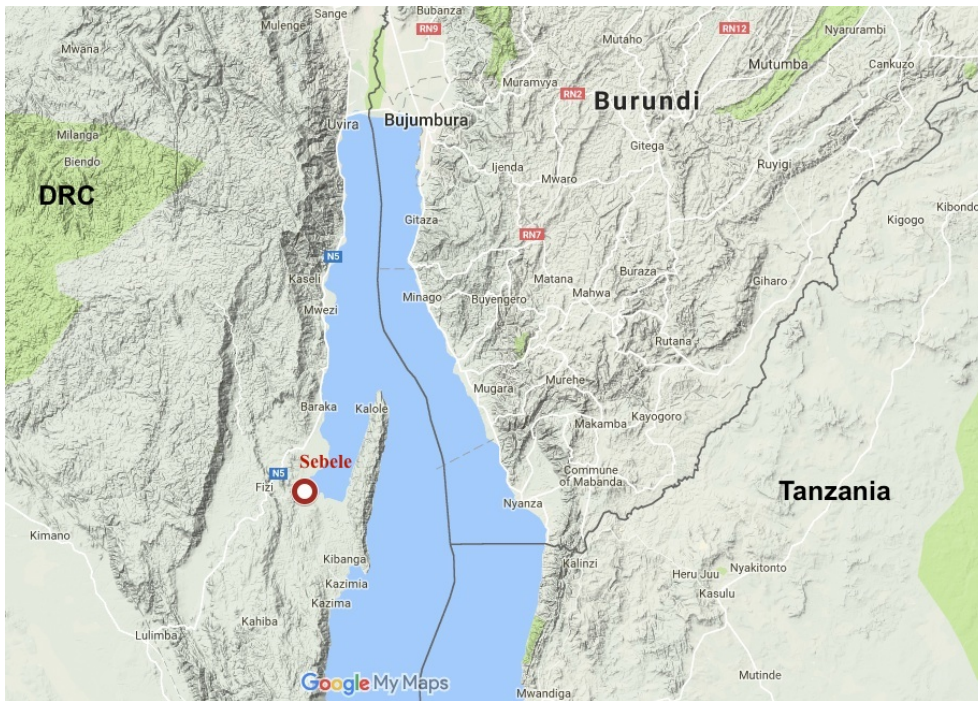 Sange
Bubanza
RN9
RN12
Nyarurambi
Mulenge
Mutaho
Mwana
Mutumba
Cankuzo
Muramvya
RN2
Burundi
Uvira
Bujumbura
Milanga
Gitega
Biendo
Ijenda
Ruyigi
Mwaro
DRC
Kibondo
Gitaza
Kigogo
RN7
N5
Kaseli
Matana
Buraza
Giharo
Minago
Buyengero
Mahwa
Mwezi
Rutana
Mugara
Murehe
Baraka
Kalole
Kayogoro
Makamba
Sebele
N5
Fizi
Commune
of Mabanda
Tanzania
Nyanza
Kimano
Kibanga
Kalinzi
Kazimia
Heru Juu
Nyakitonto
Kazima
Kasulu
Kahiba
Lulimba
Mutinde
Google My Maps
Mwandiga